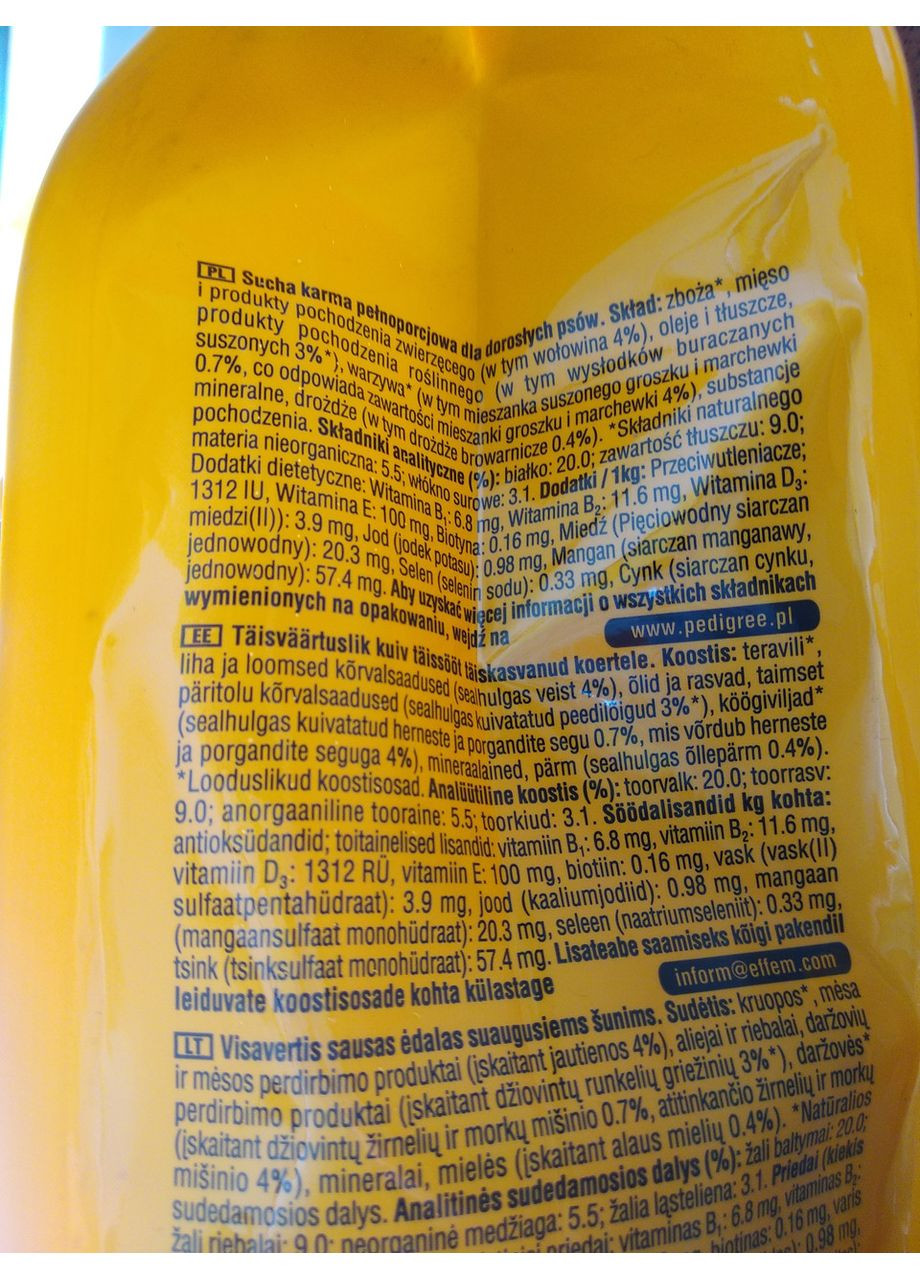 PL Sucha karma pełnoporcjowa dla dorosłych psów. Skład: zboża*, mięso
i produkty pochodzenia zwierzęcego (w tym wołowina 4%), oleje i tłuszcze,
produkty pochodzenia roślinnego (w tym wysłodków buraczanych
suszonych 3%*), warzywa* (w tym mieszanka suszonego groszku i marchewki
0.7%, co odpowiada zawartości mieszanki groszku i marchewki 4%), substancje
mineralne, drożdże (w tym drożdże browarnicze 0.4%). *Składniki naturalnego
pochodzenia. Składniki analityczne (%): białko: 20.0; zawartość tłuszczu: 9.0;
materia nieorganiczna: 5.5; włókno surowe: 3.1. Dodatki / 1kg: Przeciwutleniacze;
Dodatki dietetyczne: Witamina B₁: 6.8 mg, Witamina B₂: 11.6 mg, Witamina D₃:
1312 IU, Witamina E: 100 mg, Biotyna: 0.16 mg, Miedź (Pięciowodny siarczan
miedzi(II)): 3.9 mg, Jod (jodek potasu): 0.98 mg, Mangan (siarczan manganawy,
jednowodny): 20.3 mg, Selen (selenin sodu): 0.33 mg, Cynk (siarczan cynku,
jednowodny): 57.4 mg. Aby uzyskać więcej informacji o wszystkich składnikach
wymienionych na opakowaniu, wejdź na www.pedigree.pl
EE Täisväärtuslik kuiv täissööt täiskasvanud koertele. Koostis: teravili*,
liha ja loomsed kõrvalsaadused (sealhulgas veist 4%), õlid ja rasvad, taimset
päritolu kõrvalsaadused (sealhulgas kuivatatud peedilõigud 3%*), köögiviljad*
(sealhulgas kuivatatud herneste ja porgandite segu 0.7%, mis võrdub herneste
ja porgandite seguga 4%), mineraalained, pärm (sealhulgas õllepärm 0.4%).
*Looduslikud koostisosad. Analüütiline koostis (%): toorvalk: 20.0; toorrasv:
9.0; anorgaaniline tooraine: 5.5; toorkiud: 3.1. Söödalisandid kg kohta:
antioksüdandid; toitainelised lisandid: vitamiin B₁: 6.8 mg, vitamiin B₂: 11.6 mg,
vitamiin D₃: 1312 RÜ, vitamiin E: 100 mg, biotiin: 0.16 mg, vask (vask(II)
sulfaatpentahüdraat): 3.9 mg, jood (kaaliumjodiid): 0.98 mg, mangaan
(mangaansulfaat monohüdraat): 20.3 mg, seleen (naatriumseleniit): 0.33 mg,
tsink (tsinksulfaat monohüdraat): 57.4 mg. Lisateabe saamiseks kõigi pakendil
leiduvate koostisosade kohta külastage inform@effem.com
LT Visavertis sausas ėdalas suaugusiems šunims. Sudėtis: kruopos*, mėsa
ir mėsos perdirbimo produktai (įskaitant jautienos 4%), aliejai ir riebalai, daržovių
perdirbimo produktai (įskaitant džiovintų runkelių griežinių 3%*), daržovės*
(įskaitant džiovintų žirnelių ir morkų mišinio 0.7%, atitinkančio žirnelių ir morkų
mišinio 4%), mineralai, mielės (įskaitant alaus mielių 0.4%). *Natūralios
sudedamosios dalys. Analitinės sudedamosios dalys (%): žali baltymai: 20.0;
žali riebalai: 9.0; neorganinė medžiaga: 5.5; žalia ląsteliena: 3.1. Priedai (kiekis
priedai: vitaminas B₁: 6.8 mg, vitaminas B₂:
biotinas: 0.16 mg, varis
0.98 mg,